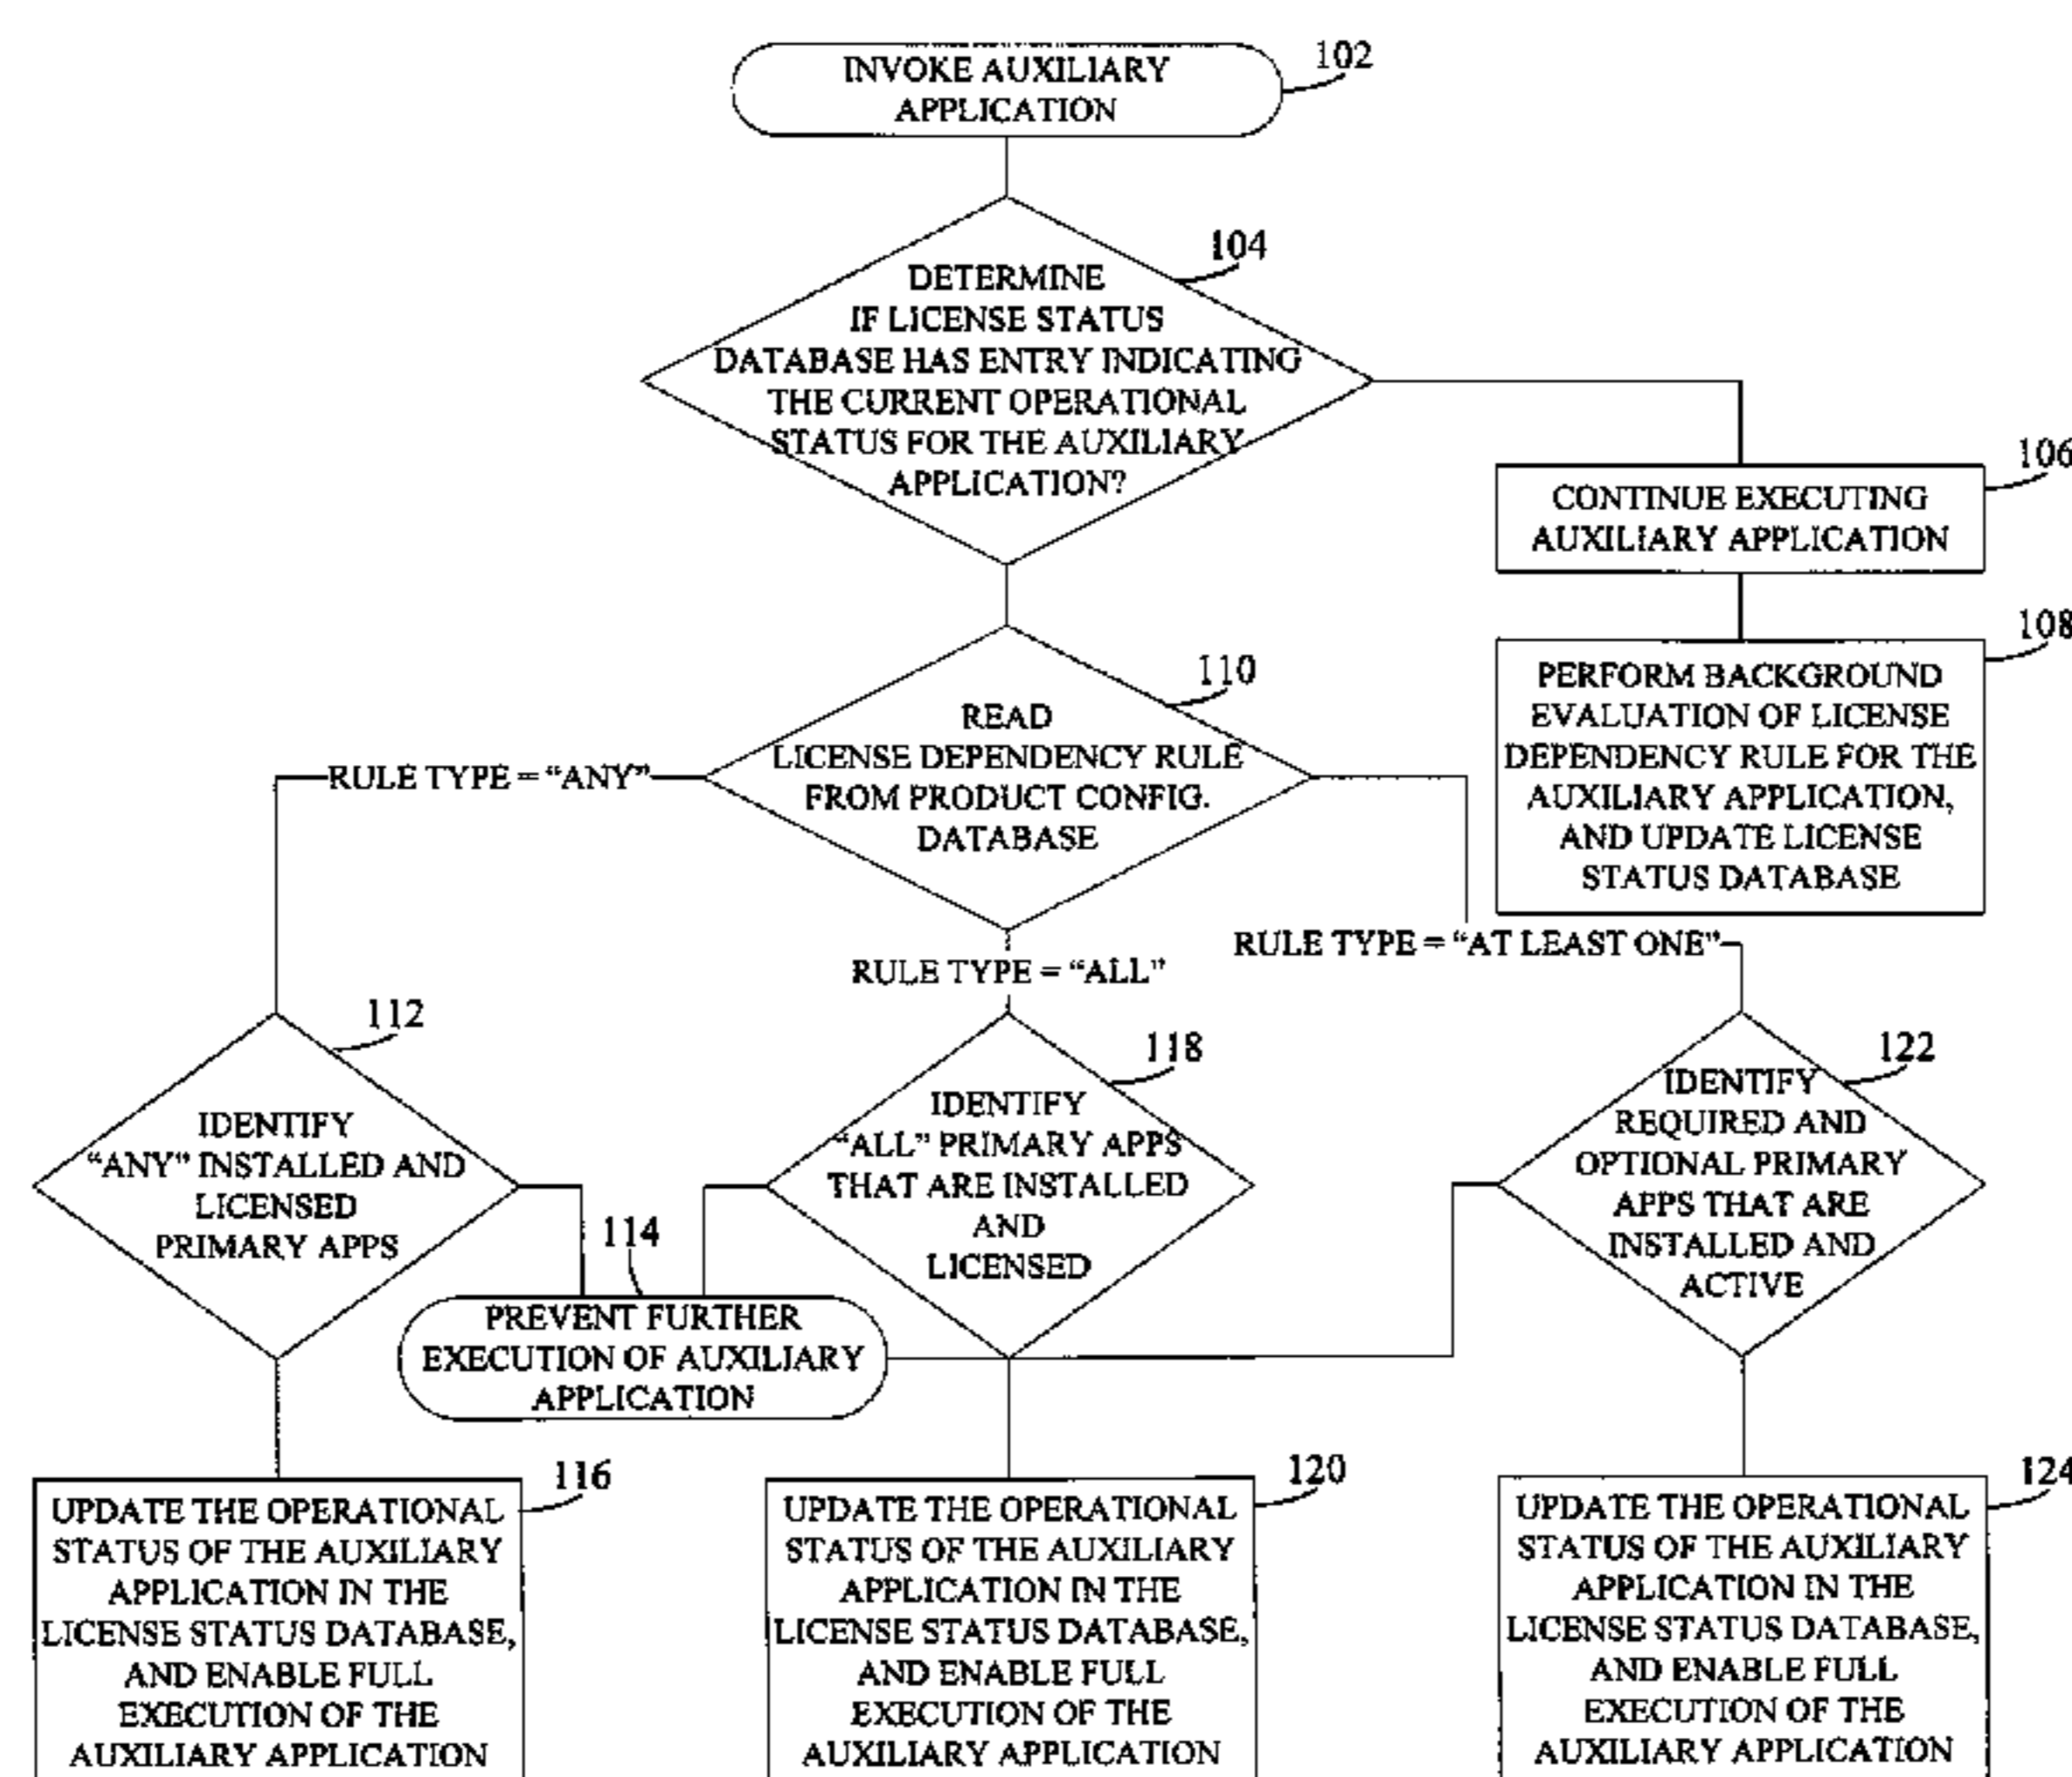 INVOKE AUXILIARY
APPLICATION
102
104
DETERMINE
IF LICENSE STATUS
DATABASE HAS ENTRY INDICATING
THE CURRENT OPERATIONAL
STATUS FOR THE AUXILIARY
APPLICATION?
106
CONTINUE EXECUTING
AUXILIARY APPLICATION
108
PERFORM BACKGROUND
EVALUATION OF LICENSE
DEPENDENCY RULE FOR THE
AUXILIARY APPLICATION,
AND UPDATE LICENSE
STATUS DATABASE
110
READ
LICENSE DEPENDENCY RULE
FROM PRODUCT CONFIG.
DATABASE
RULE TYPE = “ANY”
RULE TYPE = “ALL”
RULE TYPE = “AT LEAST ONE”
112
IDENTIFY
“ANY” INSTALLED AND
LICENSED
PRIMARY APPS
114
PREVENT FURTHER
EXECUTION OF AUXILIARY
APPLICATION
118
IDENTIFY
“ALL” PRIMARY APPS
THAT ARE INSTALLED
AND
LICENSED
122
IDENTIFY
REQUIRED AND
OPTIONAL PRIMARY
APPS THAT ARE
INSTALLED AND
ACTIVE
116
UPDATE THE OPERATIONAL
STATUS OF THE AUXILIARY
APPLICATION IN THE
LICENSE STATUS DATABASE,
AND ENABLE FULL
EXECUTION OF THE
AUXILIARY APPLICATION
120
UPDATE THE OPERATIONAL
STATUS OF THE AUXILIARY
APPLICATION IN THE
LICENSE STATUS DATABASE,
AND ENABLE FULL
EXECUTION OF THE
AUXILIARY APPLICATION
124
UPDATE THE OPERATIONAL
STATUS OF THE AUXILIARY
APPLICATION IN THE
LICENSE STATUS DATABASE,
AND ENABLE FULL
EXECUTION OF THE
AUXILIARY APPLICATION